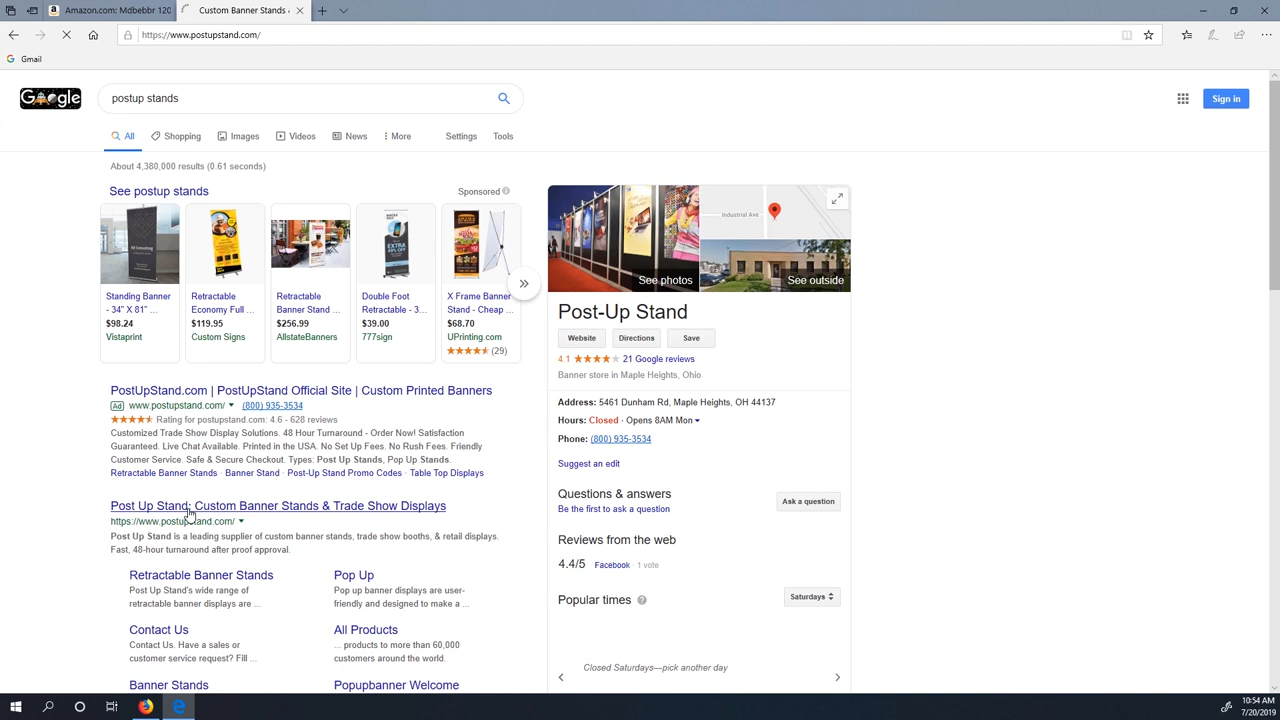 Amazon.com: Mdbebbr 120
Custom Banner Stands &
https://www.postupstand.com/
Gmail
Google
postup stands
Sign in
All
Shopping
Images
Videos
News
More
Settings
Tools
About 4,380,000 results (0.61 seconds)
See postup stands
Sponsored
Standing Banner
- 34" X 81" ...
$98.24
Vistaprint
Retractable
Economy Full ...
$119.95
Custom Signs
Retractable
Banner Stand ...
$256.99
AllstateBanners
Double Foot
Retractable - 3...
$39.00
777sign
X Frame Banner
Stand - Cheap ...
$68.70
UPrinting.com
(29)
PostUpStand.com | PostUpStand Official Site | Custom Printed Banners
Ad www.postupstand.com/ (800) 935-3534
Rating for postupstand.com: 4.6 - 628 reviews
Customized Trade Show Display Solutions. 48 Hour Turnaround - Order Now! Satisfaction
Guaranteed. Live Chat Available. Printed in the USA. No Set Up Fees. No Rush Fees. Friendly
Customer Service. Safe & Secure Checkout. Types: Post Up Stands, Pop Up Stands.
Retractable Banner Stands · Banner Stand · Post-Up Stand Promo Codes · Table Top Displays
Post Up Stand: Custom Banner Stands & Trade Show Displays
https://www.postupstand.com/
Post Up Stand is a leading supplier of custom banner stands, trade show booths, & retail displays.
Fast, 48-hour turnaround after proof approval.
Retractable Banner Stands
Post Up Stand's wide range of
retractable banner displays are ...
Pop Up
Pop up banner displays are user-
friendly and designed to make a ...
Contact Us
Contact Us. Have a sales or
customer service request? Fill ...
All Products
... products to more than 60,000
customers around the world.
Banner Stands
Popupbanner Welcome
Industrial Ave
See photos
See outside
Post-Up Stand
Website
Directions
Save
4.1 21 Google reviews
Banner store in Maple Heights, Ohio
Address: 5461 Dunham Rd, Maple Heights, OH 44137
Hours: Closed · Opens 8AM Mon
Phone: (800) 935-3534
Suggest an edit
Questions & answers
Be the first to ask a question
Ask a question
Reviews from the web
4.4/5 Facebook · 1 vote
Popular times
Saturdays
Closed Saturdays—pick another day
10:54 AM
7/20/2019